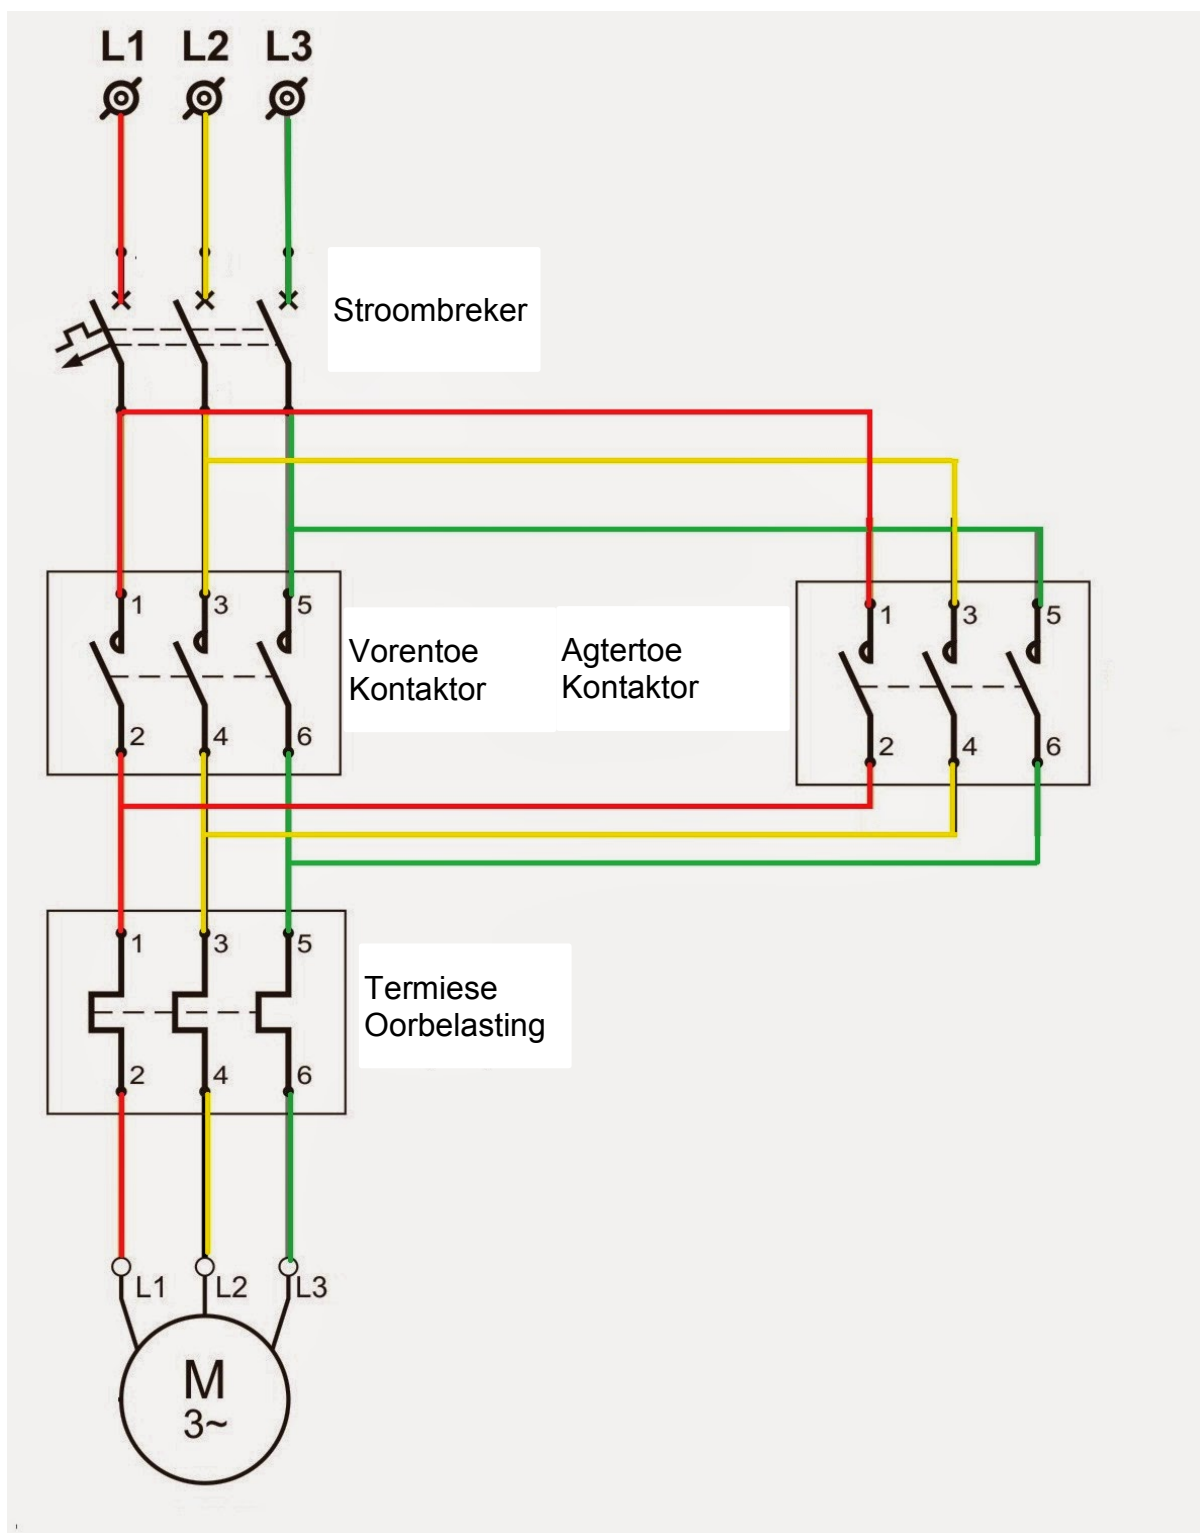 L1 L2 L3
Stroombreker
1 3 5
Vorentoe
Kontaktor
2 4 6
Agtertoe
Kontaktor
1 3 5
2 4 6
1 3 5
Termiese
Oorbelasting
2 4 6
L1 L2 L3
M
3~